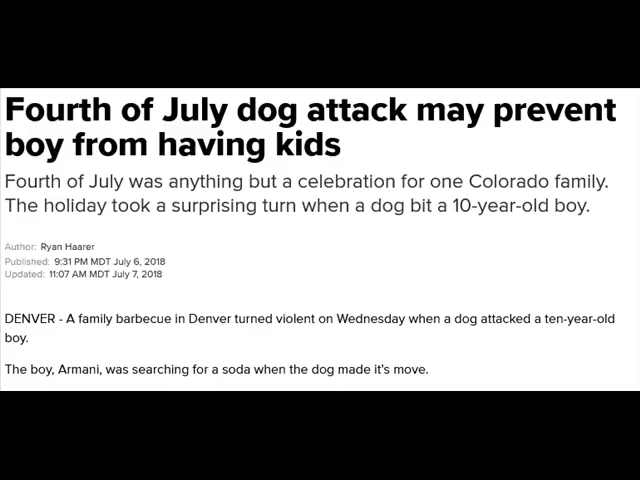 Fourth of July dog attack may prevent
boy from having kids
Fourth of July was anything but a celebration for one Colorado family.
The holiday took a surprising turn when a dog bit a 10-year-old boy.
Author: Ryan Haarer
Published: 9:31 PM MDT July 6, 2018
Updated: 11:07 AM MDT July 7, 2018
DENVER - A family barbecue in Denver turned violent on Wednesday when a dog attacked a ten-year-old
boy.
The boy, Armani, was searching for a soda when the dog made it's move.